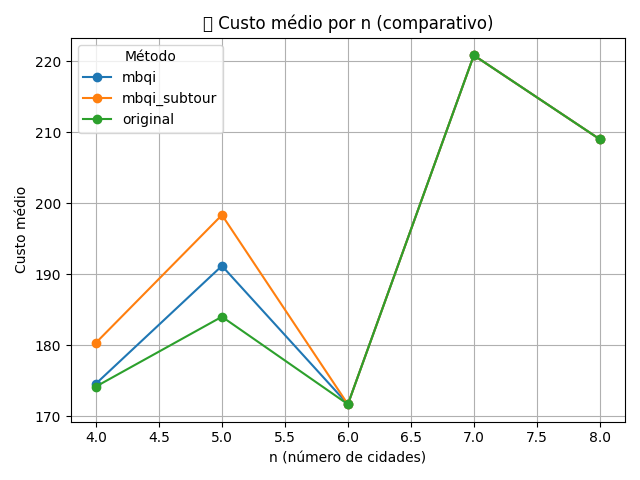 Custo médio por n (comparativo)
Método
mbqi
mbqi_subtour
original
Custo médio
220
210
200
190
180
170
4.0 4.5 5.0 5.5 6.0 6.5 7.0 7.5 8.0
n (número de cidades)